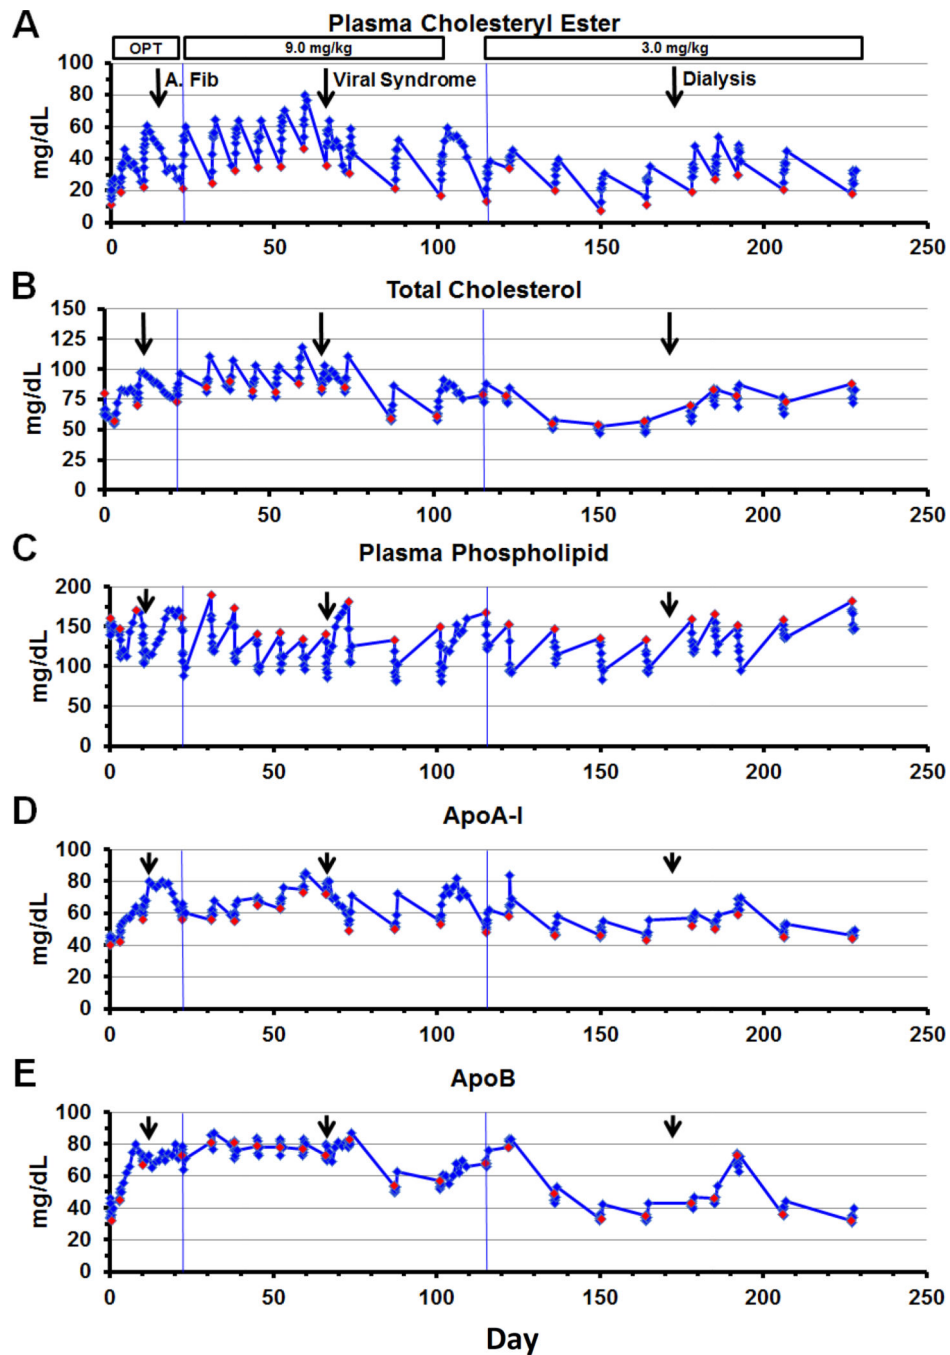 A Plasma Cholesteryl Ester
OPT 9.0 mg/kg 3.0 mg/kg
100
A. Fib Viral Syndrome Dialysis
80
60
40
20
0
mg/dL
0 50 100 150 200 250
B Total Cholesterol
150
125
100
75
50
25
0
mg/dL
0 50 100 150 200 250
C Plasma Phospholipid
200
150
100
50
0
mg/dL
0 50 100 150 200 250
D ApoA-I
100
80
60
40
20
0
mg/dL
0 50 100 150 200 250
E ApoB
100
80
60
40
20
0
mg/dL
0 50 100 150 200 250
Day